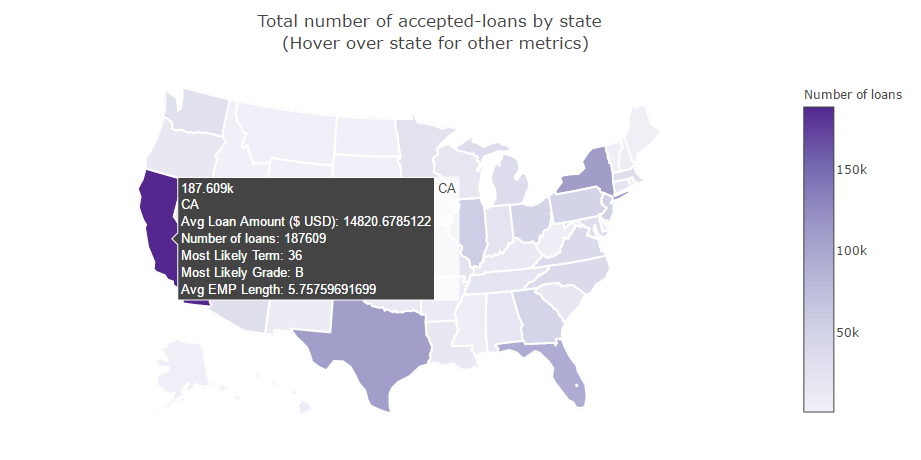 Total number of accepted-loans by state
(Hover over state for other metrics)
Number of loans
150k
100k
50k
187.609k
CA
CA
Avg Loan Amount ($ USD): 14820.6785122
Number of loans: 187609
Most Likely Term: 36
Most Likely Grade: B
Avg EMP Length: 5.75759691699